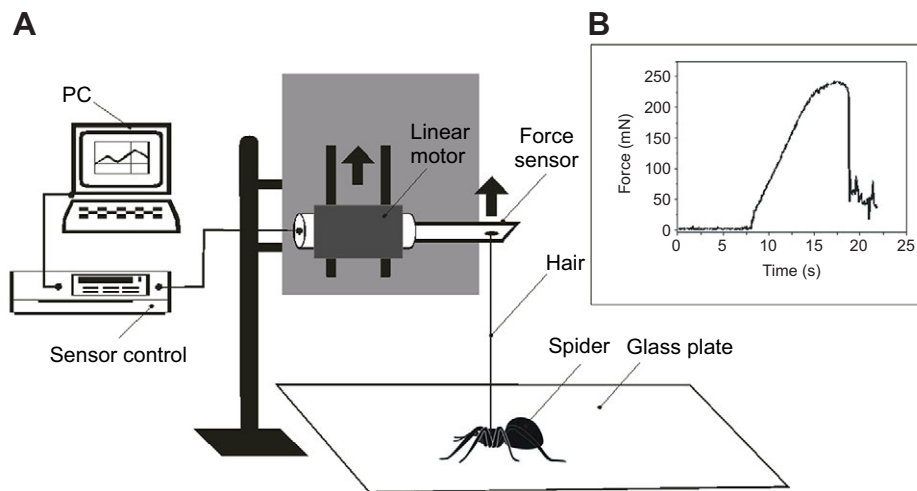 A
PC
Linear
motor
Force
sensor
Hair
Spider
Glass plate
Sensor control
B
Force (mN)
250
200
150
100
50
0
0
5
10
15
20
25
Time (s)